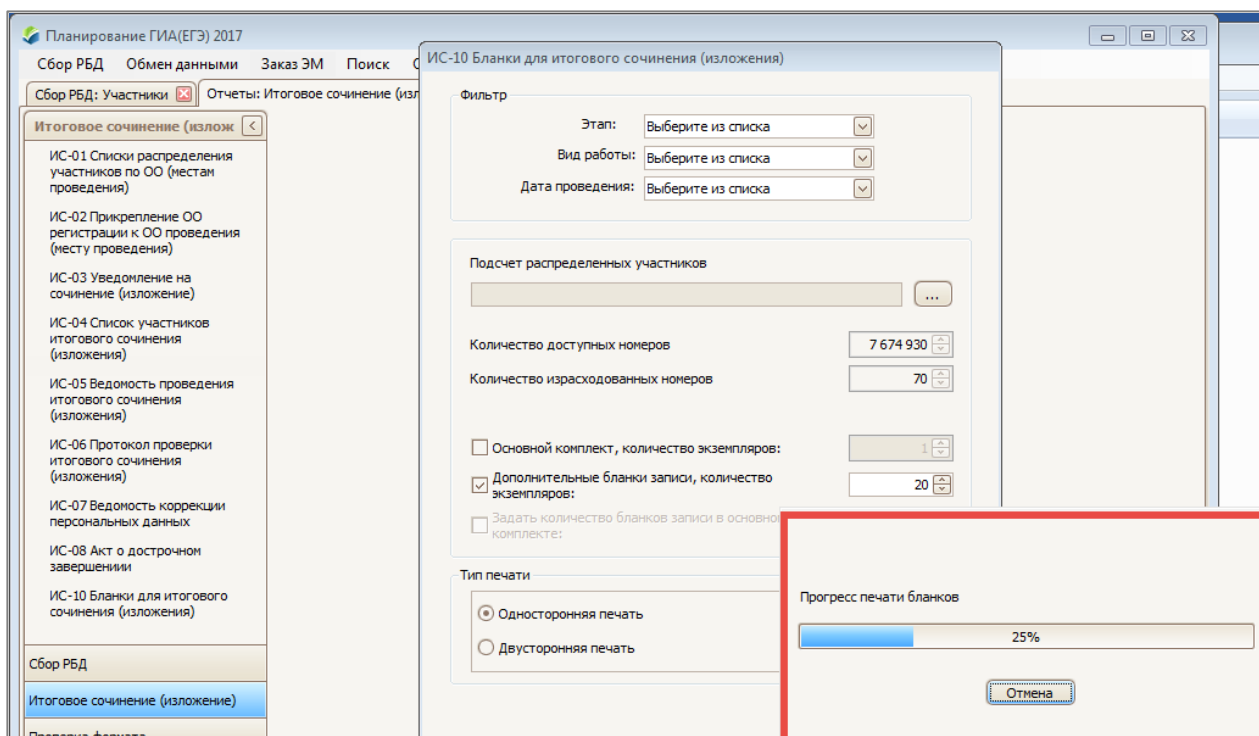 Планирование ГИА(ЕГЭ) 2017
Сбор РБД Обмен данными Заказ ЭМ Поиск
Сбор РБД: Участники Отчеты: Итоговое сочинение (изл
Итоговое сочинение (излож
ИС-01 Списки распределения
участников по ОО (местам
проведения)
ИС-02 Прикрепление ОО
регистрации к ОО проведения
(месту проведения)
ИС-03 Уведомление на
сочинение (изложение)
ИС-04 Список участников
итогового сочинения
(изложения)
ИС-05 Ведомость проведения
итогового сочинения
(изложения)
ИС-06 Протокол проверки
итогового сочинения
(изложения)
ИС-07 Ведомость коррекции
персональных данных
ИС-08 Акт о дострочном
завершениии
ИС-10 Бланки для итогового
сочинения (изложения)
Сбор РБД
Итоговое сочинение (изложение)
ИС-10 Бланки для итогового сочинения (изложения)
Фильтр
Этап: Выберите из списка
Вид работы: Выберите из списка
Дата проведения: Выберите из списка
Подсчет распределенных участников
...
Количество доступных номеров 7 674 930
Количество израсходованных номеров 70
Основной комплект, количество экземпляров: 1
Дополнительные бланки записи, количество
экземпляров: 20
Задать количество бланков записи в основно
комплекте:
Тип печати
Односторонняя печать
Двусторонняя печать
Прогресс печати бланков
25%
Отмена